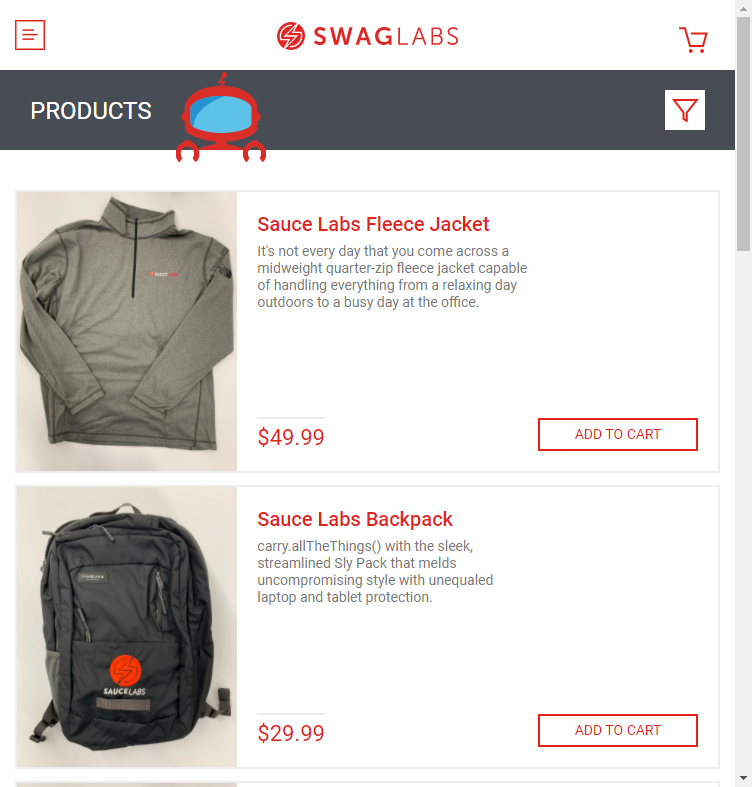 SWAGLABS
PRODUCTS
Sauce Labs Fleece Jacket
It's not every day that you come across a
midweight quarter-zip fleece jacket capable
of handling everything from a relaxing day
outdoors to a busy day at the office.
$49.99
ADD TO CART
Sauce Labs Backpack
carry.allTheThings() with the sleek,
streamlined Sly Pack that melds
uncompromising style with unequaled
laptop and tablet protection.
SAUCELABS
$29.99
ADD TO CART